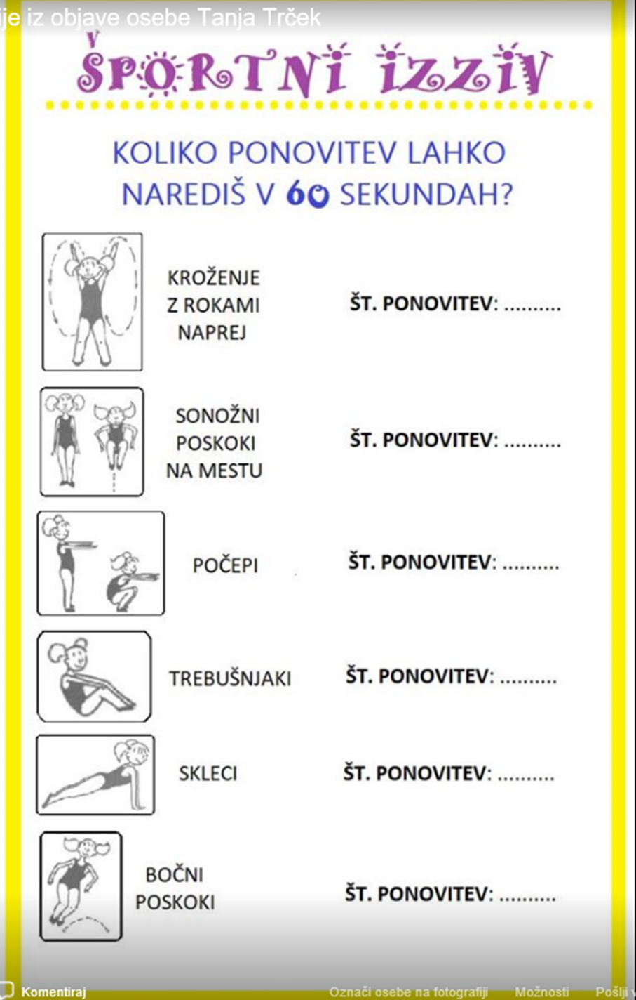 ije iz objave osebe Tanja Trček
ŠPORTNI IZZIV
KOLIKO PONOVITEV LAHKO
NAREDIŠ V 60 SEKUNDAH?
KROŽENJE
Z ROKAMI
NAPREJ
ŠT. PONOVITEV: ..........
SONOŽNI
POSKOKI
NA MESTU
ŠT. PONOVITEV: ..........
POČEPI
ŠT. PONOVITEV: ..........
TREBUŠNJAKI
ŠT. PONOVITEV: ..........
SKLECI
ŠT. PONOVITEV: ..........
BOČNI
POSKOKI
ŠT. PONOVITEV: ..........
Komentiraj
Označi osebe na fotografiji
Možnosti
Pošlji v